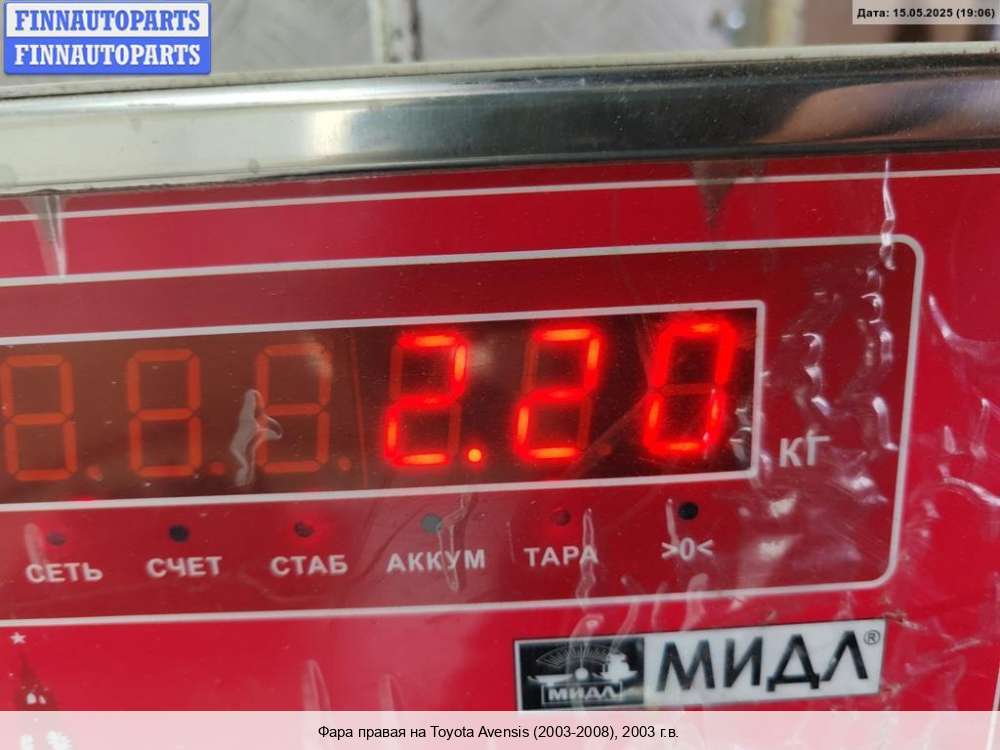 FINNAUTOPARTS
FINNAUTOPARTS
Дата: 15.05.2025 (19:06)
2.20
КГ
СЕТЬ СЧЕТ СТАБ АККУМ ТАРА >0<
МИДЛ МИДЛ®
Фара правая на Toyota Avensis (2003-2008), 2003 г.в.